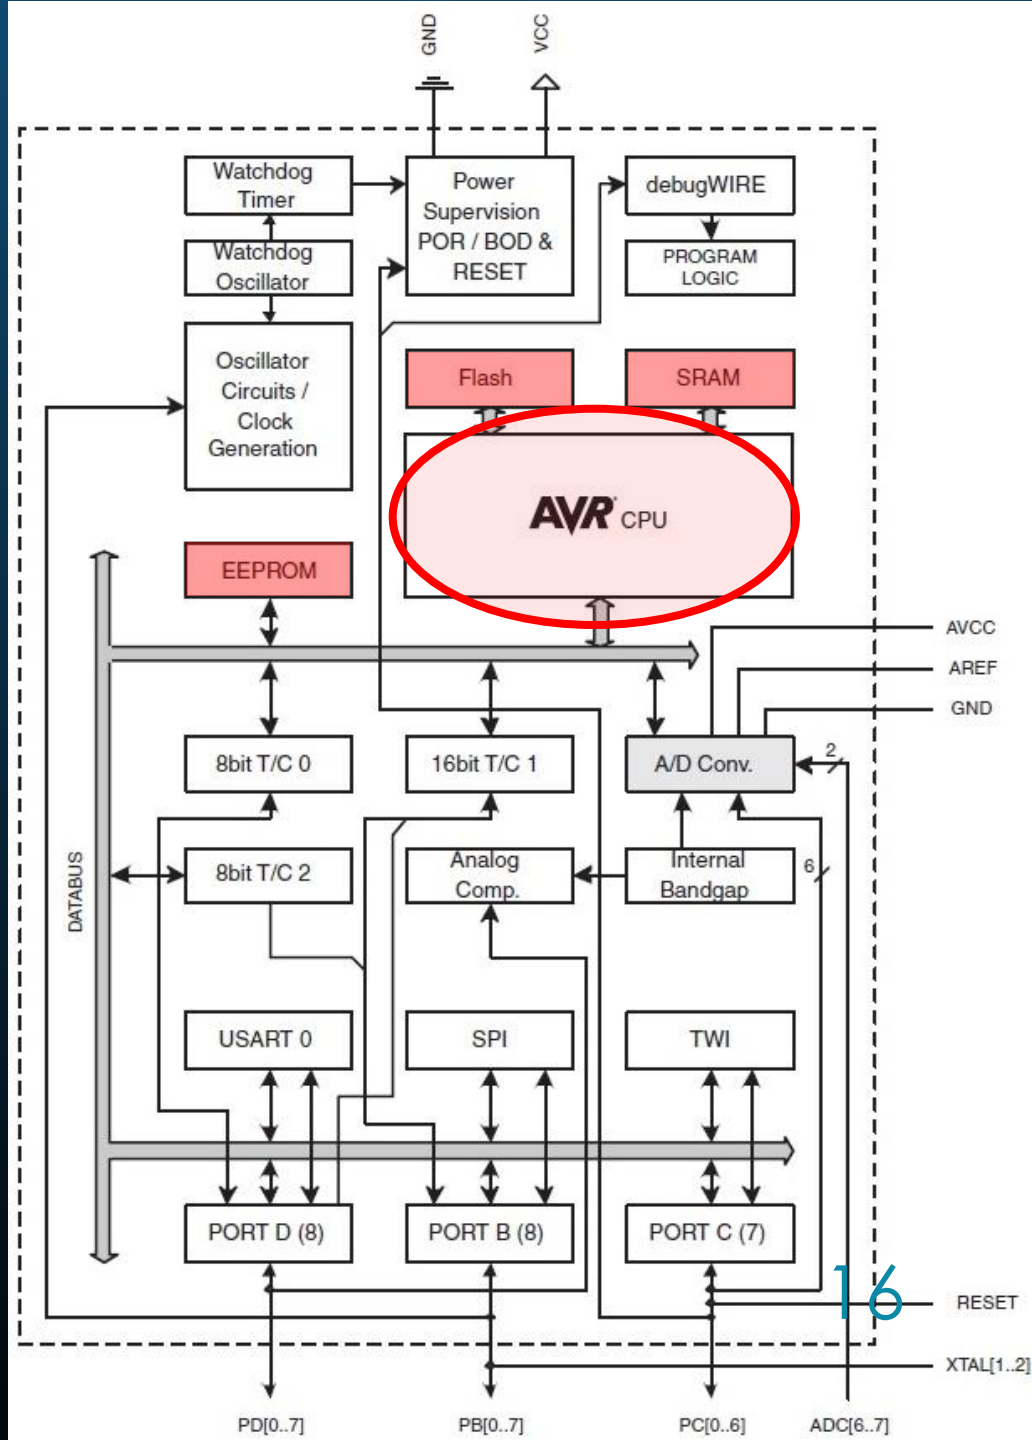 GND
VCC
Watchdog
Timer
Power
Supervision
POR / BOD &
RESET
debugWIRE
Watchdog
Oscillator
PROGRAM
LOGIC
Oscillator
Circuits /
Clock
Generation
Flash
SRAM
AVR CPU
EEPROM
AVCC
AREF
GND
8bit T/C 0
16bit T/C 1
A/D Conv.
2
DATABUS
8bit T/C 2
Analog
Comp.
Internal
Bandgap
6
USART 0
SPI
TWI
PORT D (8)
PORT B (8)
PORT C (7)
16
RESET
XTAL[1..2]
PD[0..7]
PB[0..7]
PC[0..6]
ADC[6..7]